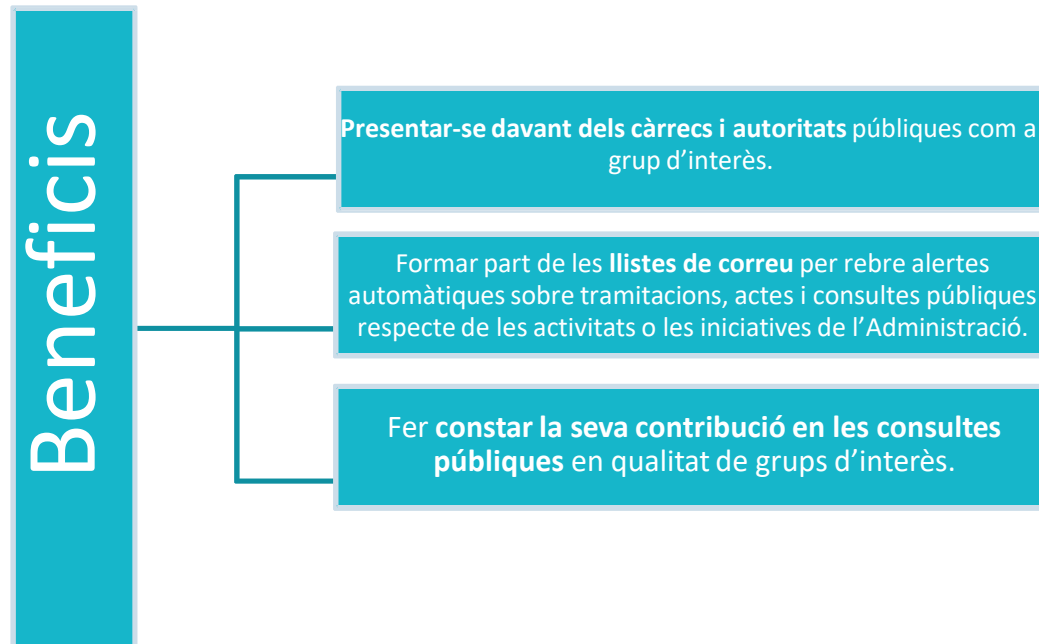 Beneficis
Presentar-se davant dels càrrecs i autoritats públiques com a
grup d’interès.
Formar part de les llistes de correu per rebre alertes
automàtiques sobre tramitacions, actes i consultes públiques
respecte de les activitats o les iniciatives de l’Administració.
Fer constar la seva contribució en les consultes
públiques en qualitat de grups d’interès.